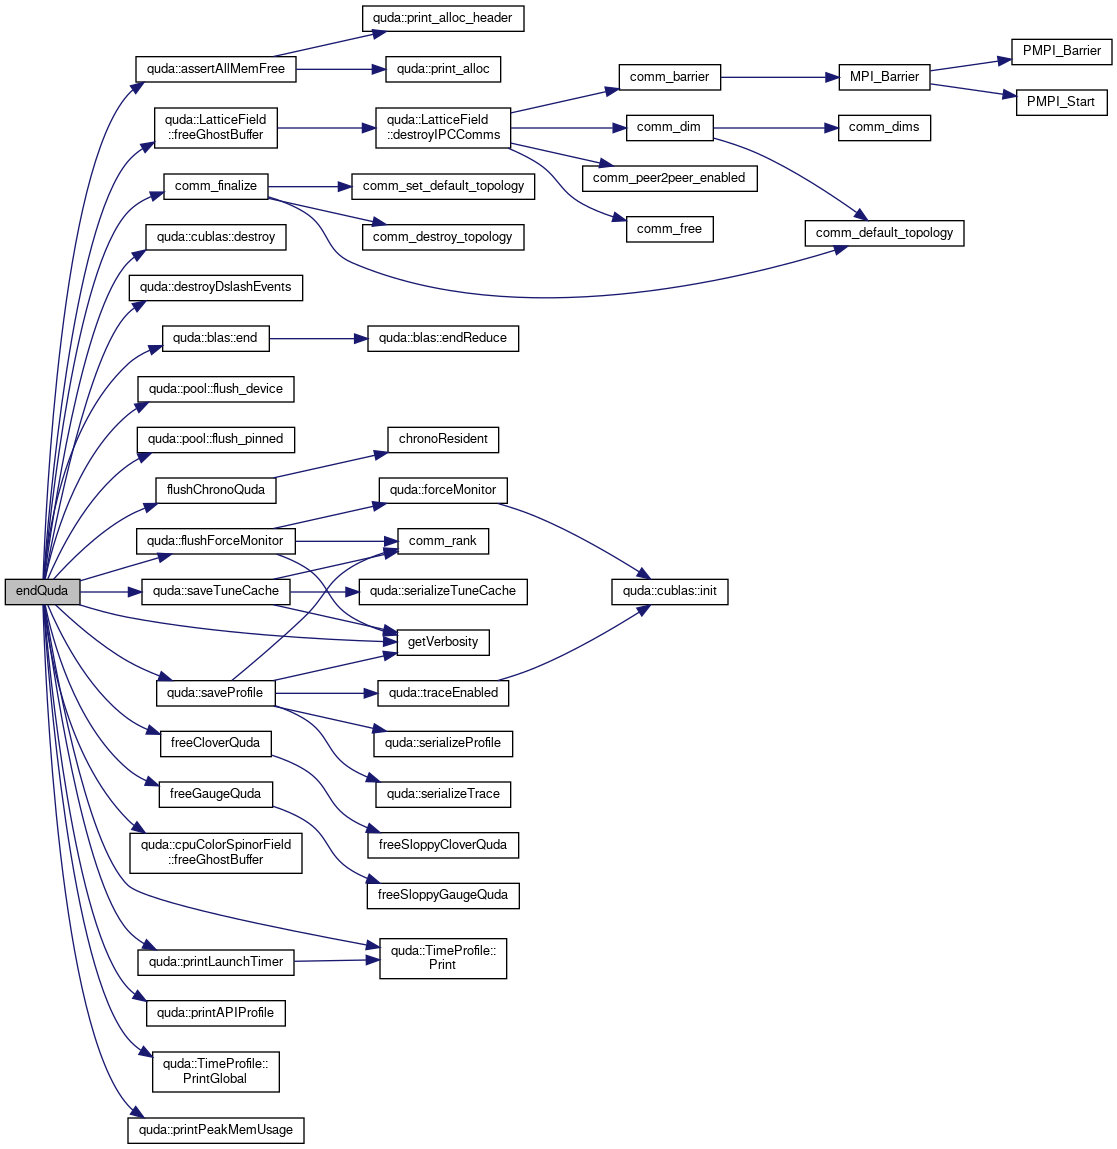 quda::print_alloc_header
quda::assertAllMemFree
quda::print_alloc
comm_barrier
MPI_Barrier
PMPI_Barrier
PMPI_Start
quda::LatticeField
::freeGhostBuffer
quda::LatticeField
::destroyIPCComms
comm_dim
comm_dims
comm_peer2peer_enabled
comm_finalize
comm_set_default_topology
comm_free
comm_default_topology
quda::cublas::destroy
comm_destroy_topology
quda::destroyDslashEvents
quda::blas::end
quda::blas::endReduce
quda::pool::flush_device
quda::pool::flush_pinned
chronoResident
flushChronoQuda
quda::forceMonitor
quda::flushForceMonitor
comm_rank
endQuda
quda::saveTuneCache
quda::serializeTuneCache
quda::cublas::init
getVerbosity
quda::saveProfile
quda::traceEnabled
freeCloverQuda
quda::serializeProfile
freeGaugeQuda
quda::serializeTrace
quda::cpuColorSpinorField
::freeGhostBuffer
freeSloppyCloverQuda
freeSloppyGaugeQuda
quda::printLaunchTimer
quda::TimeProfile::
Print
quda::printAPIProfile
quda::TimeProfile::
PrintGlobal
quda::printPeakMemUsage